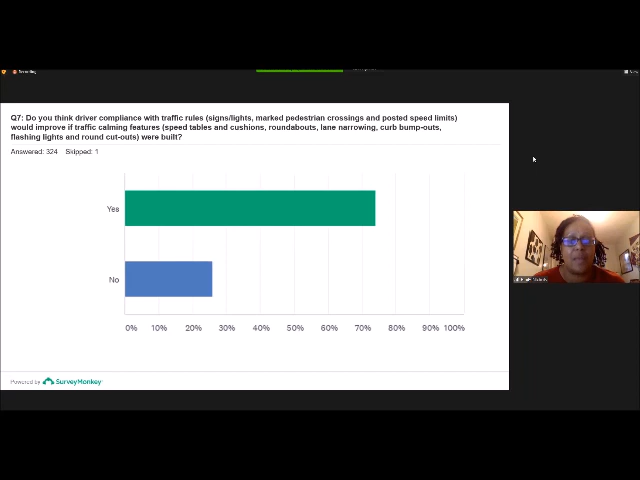 Recording
View
Q7: Do you think driver compliance with traffic rules (signs/lights, marked pedestrian crossings and posted speed limits)
would improve if traffic calming features (speed tables and cushions, roundabouts, lane narrowing, curb bump-outs,
flashing lights and round cut-outs) were built?
Answered: 324 Skipped: 1
Yes
No
0% 10% 20% 30% 40% 50% 60% 70% 80% 90% 100%
Powered by SurveyMonkey